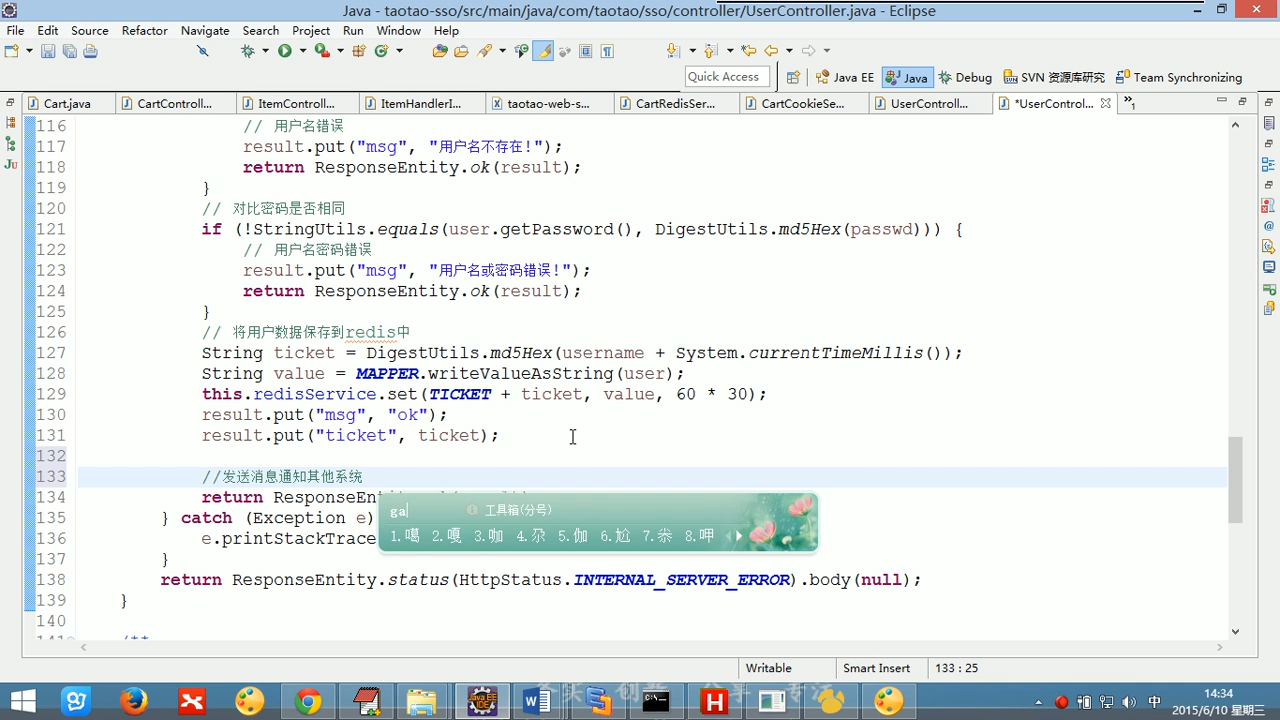 Java - taotao-sso/src/main/java/com/taotao/sso/controller/UserController.java - Eclipse
File Edit Source Refactor Navigate Search Project Run Window Help
Quick Access Java EE Java Debug SVN 资源库研究 Team Synchronizing
Cart.java CartControll... ItemControll... ItemHandlerI... taotao-web-s... CartRedisSer... CartCookieSe... UserControll... *UserControl... »1
116 // 用户名错误
117 result.put("msg", "用户名不存在!");
118 return ResponseEntity.ok(result);
119 }
120 // 对比密码是否相同
121 if (!StringUtils.equals(user.getPassword(), DigestUtils.md5Hex(passwd))) {
122 // 用户名密码错误
123 result.put("msg", "用户名或密码错误!");
124 return ResponseEntity.ok(result);
125 }
126 // 将用户数据保存到redis中
127 String ticket = DigestUtils.md5Hex(username + System.currentTimeMillis());
128 String value = MAPPER.writeValueAsString(user);
129 this.redisService.set(TICKET + ticket, value, 60 * 30);
130 result.put("msg", "ok");
131 result.put("ticket", ticket);
132
133 //发送消息通知其他系统
134 return ResponseEn
ga 工具箱(分号)
135 } catch (Exception e)
136 e.printStackTrace
1.噶 2.嘎 3.咖 4.尕 5.伽 6.尬 7.尜 8.呷
137 }
138 return ResponseEntity.status(HttpStatus.INTERNAL_SERVER_ERROR).body(null);
139 }
140
141 /**
Writable Smart Insert 133 : 25
中 14:34
2015/6/10 星期三